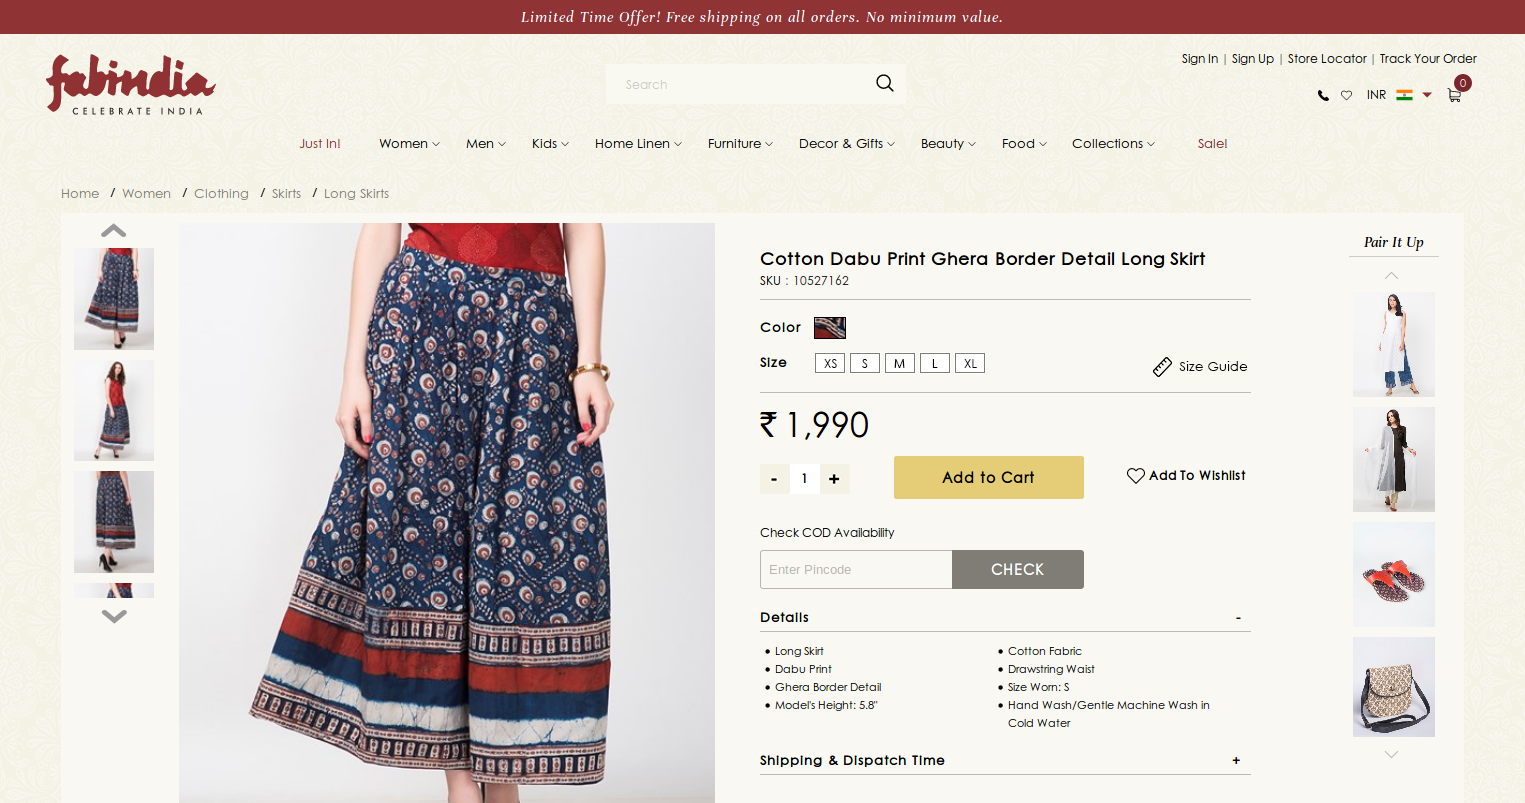 Limited Time Offer! Free shipping on all orders. No minimum value.
fabindia
CELEBRATE INDIA
Search
Sign In | Sign Up | Store Locator | Track Your Order
INR
0
Just In!
Women
Men
Kids
Home Linen
Furniture
Decor & Gifts
Beauty
Food
Collections
Sale!
Home / Women / Clothing / Skirts / Long Skirts
Cotton Dabu Print Ghera Border Detail Long Skirt
SKU : 10527162
Color
Size
XS
S
M
L
XL
Size Guide
₹ 1,990
- 1 +
Add to Cart
Add To Wishlist
Check COD Availability
Enter Pincode
CHECK
Details -
• Long Skirt
• Dabu Print
• Ghera Border Detail
• Model's Height: 5.8"
• Cotton Fabric
• Drawstring Waist
• Size Worn: S
• Hand Wash/Gentle Machine Wash in
Cold Water
Shipping & Dispatch Time +
Pair It Up